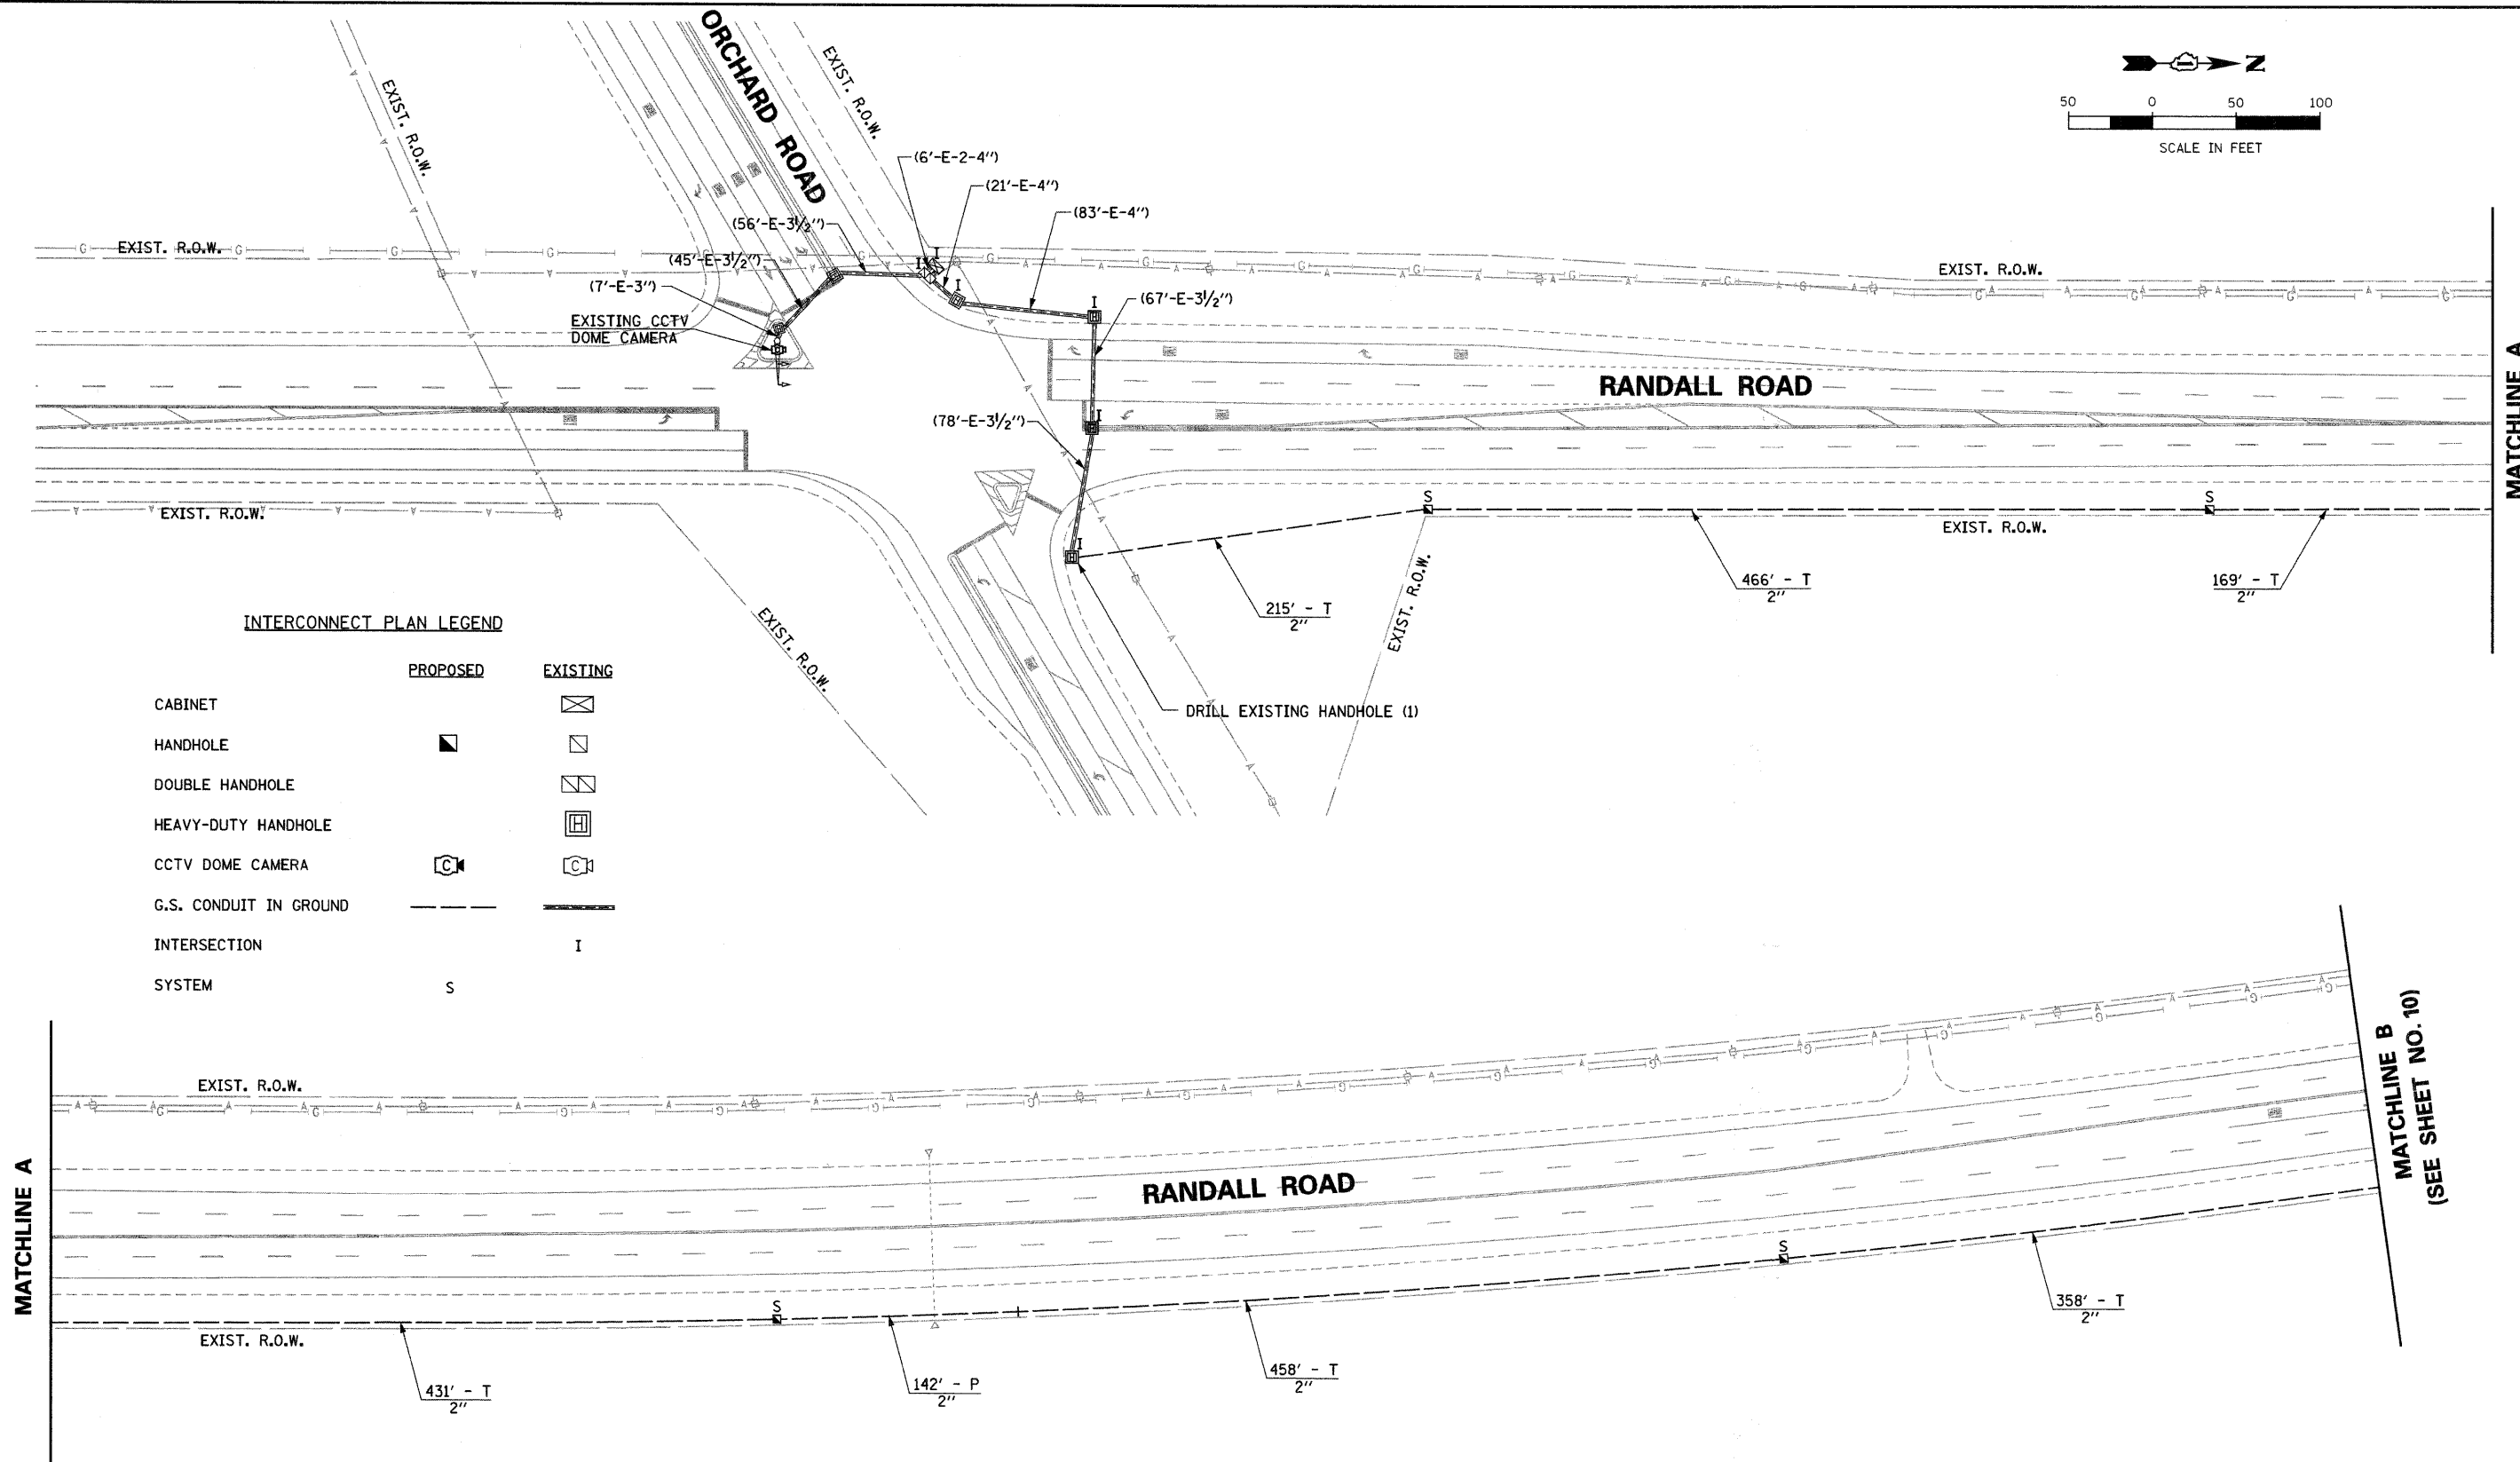 ORCHARD ROAD
EXIST. R.O.W.
EXIST. R.O.W.
N
50 0 50 100
SCALE IN FEET
(6'-E-2-4")
(21'-E-4")
(83'-E-4")
(56'-E-3½")
(45'-E-3½")
(7'-E-3")
EXIST. R.O.W.
EXISTING CCTV
DOME CAMERA
I
I
I
I
(67'-E-3½")
EXIST. R.O.W.
RANDALL ROAD
MATCHLINE A
(78'-E-3½")
I
I
S
S
EXIST. R.O.W.
EXIST. R.O.W.
EXIST. R.O.W.
EXIST. R.O.W.
215' - T
2"
466' - T
2"
169' - T
2"
DRILL EXISTING HANDHOLE (1)
INTERCONNECT PLAN LEGEND
PROPOSED EXISTING
CABINET
HANDHOLE
DOUBLE HANDHOLE
HEAVY-DUTY HANDHOLE H
CCTV DOME CAMERA C C
G.S. CONDUIT IN GROUND
INTERSECTION I
SYSTEM S
MATCHLINE A
EXIST. R.O.W.
RANDALL ROAD
MATCHLINE B
(SEE SHEET NO. 10)
S
S
EXIST. R.O.W.
431' - T
2"
142' - P
2"
458' - T
2"
358' - T
2"